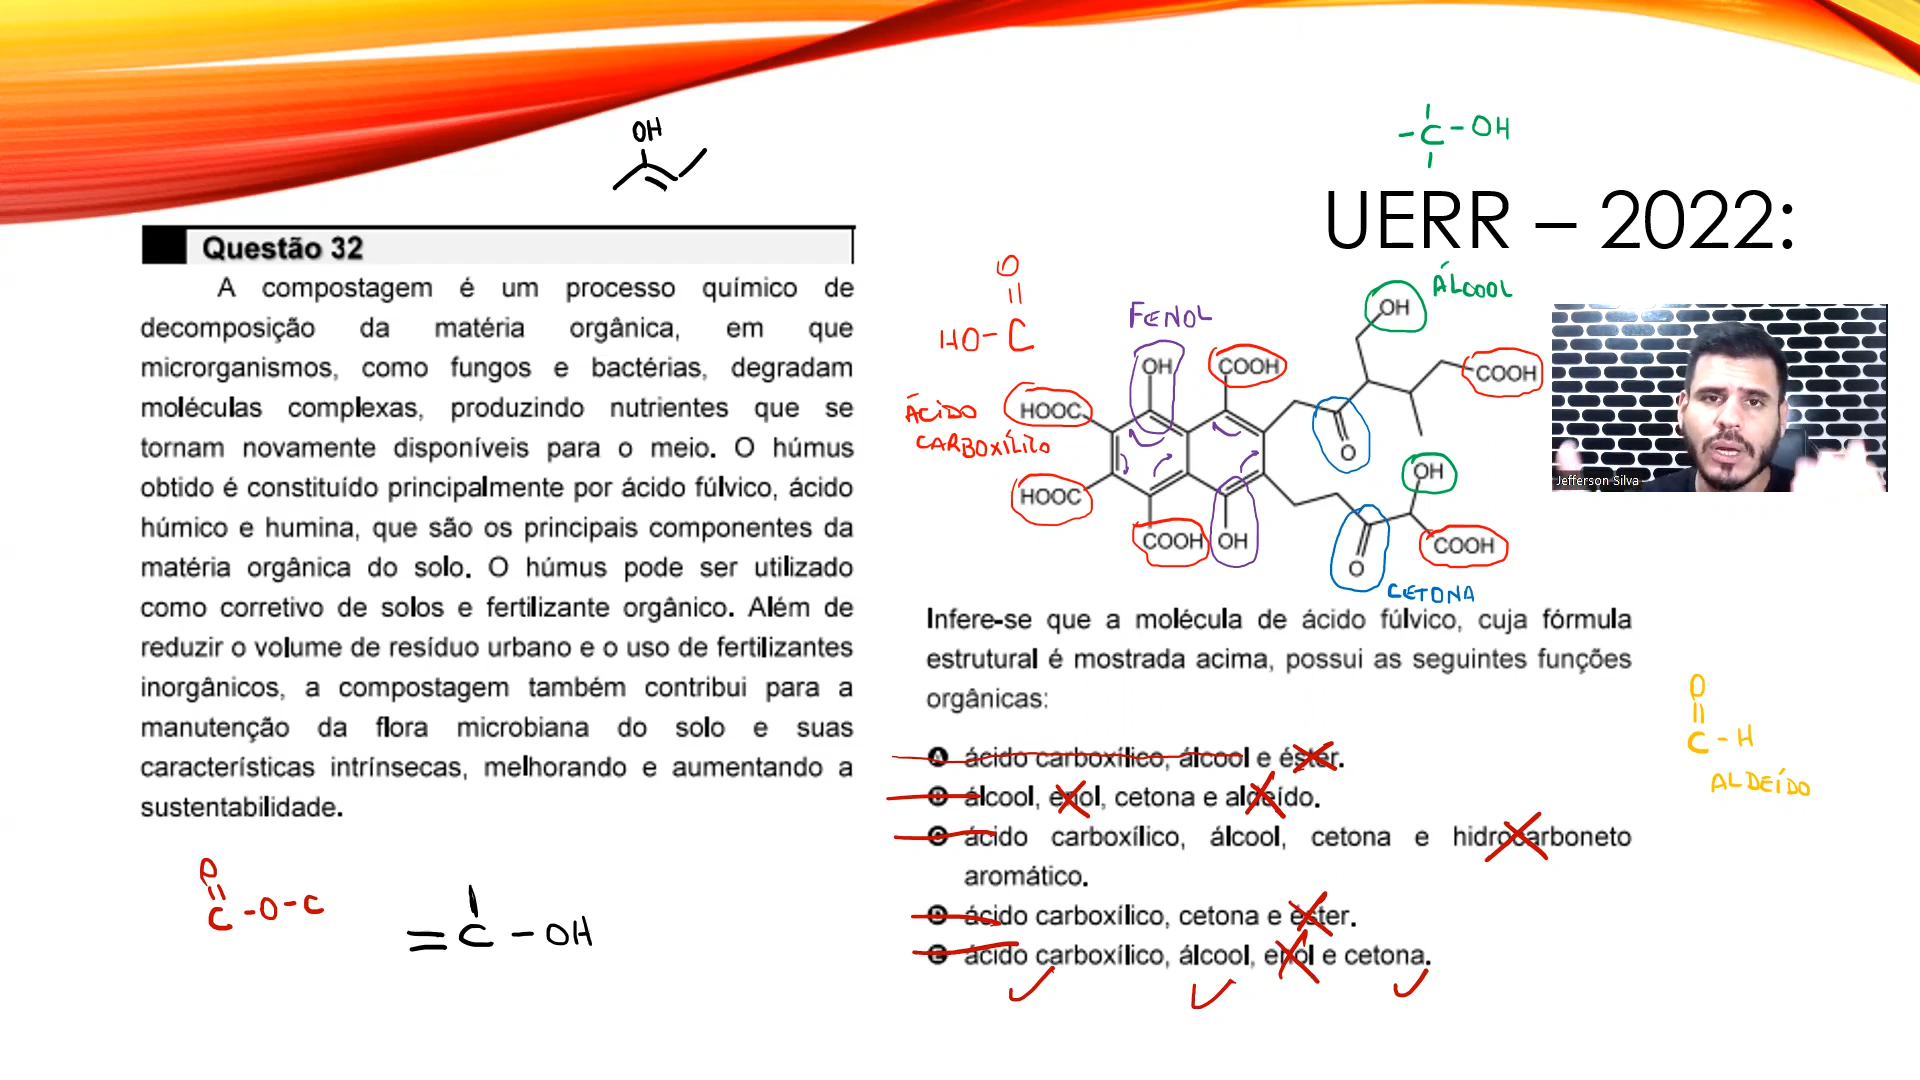 OH
-C-OH
UERR – 2022:
Questão 32
A compostagem é um processo químico de
decomposição da matéria orgânica, em que
microrganismos, como fungos e bactérias, degradam
moléculas complexas, produzindo nutrientes que se
tornam novamente disponíveis para o meio. O húmus
obtido é constituído principalmente por ácido fúlvico, ácido
húmico e humina, que são os principais componentes da
matéria orgânica do solo. O húmus pode ser utilizado
como corretivo de solos e fertilizante orgânico. Além de
reduzir o volume de resíduo urbano e o uso de fertilizantes
inorgânicos, a compostagem também contribui para a
manutenção da flora microbiana do solo e suas
características intrínsecas, melhorando e aumentando a
sustentabilidade.
O
C-O-C
=C-OH
O
HO-C
FENOL
ÁLCOOL
OH
OH
COOH
COOH
HOOC
ÁCIDO
CARBOXÍLICO
O
OH
HOOC
COOH
OH
COOH
O
CETONA
Jefferson Silva
Infere-se que a molécula de ácido fúlvico, cuja fórmula
estrutural é mostrada acima, possui as seguintes funções
orgânicas:
A ácido carboxílico, álcool e éster.
B álcool, enol, cetona e aldeído.
C ácido carboxílico, álcool, cetona e hidrocarboneto
aromático.
D ácido carboxílico, cetona e éster.
E ácido carboxílico, álcool, enol e cetona.
O
C-H
ALDEÍDO